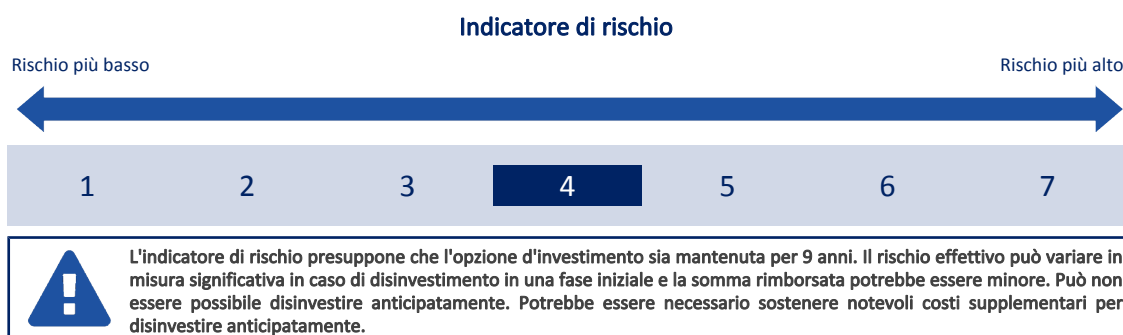 Indicatore di rischio
Rischio più basso
Rischio più alto
1 2 3 4 5 6 7
L'indicatore di rischio presuppone che l'opzione d'investimento sia mantenuta per 9 anni. Il rischio effettivo può variare in
misura significativa in caso di disinvestimento in una fase iniziale e la somma rimborsata potrebbe essere minore. Può non
essere possibile disinvestire anticipatamente. Potrebbe essere necessario sostenere notevoli costi supplementari per
disinvestire anticipatamente.